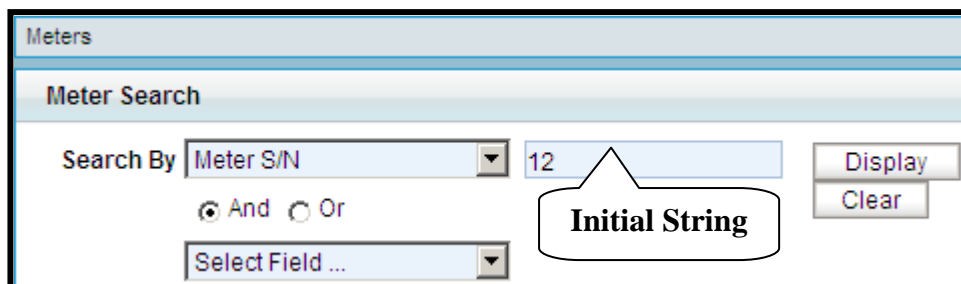 Meters
Meter Search
Search By Meter S/N 12 Display
And Or Clear
Initial String
Select Field ...